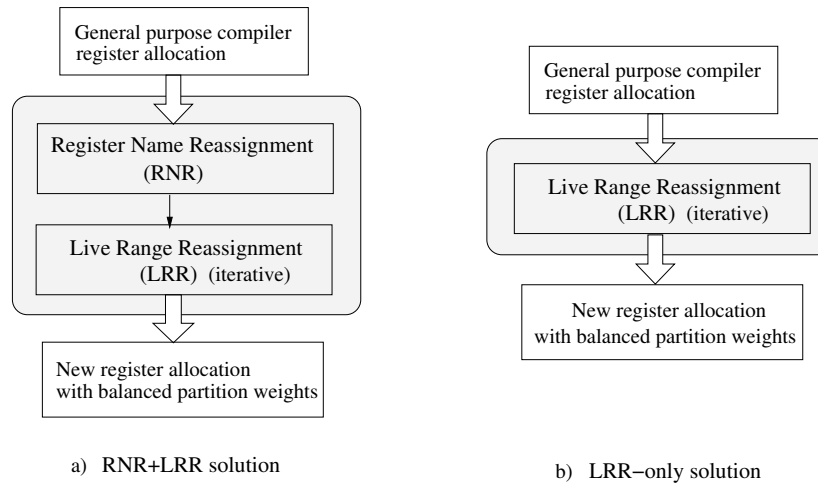 General purpose compiler
register allocation
Register Name Reassignment
(RNR)
Live Range Reassignment
(LRR) (iterative)
New register allocation
with balanced partition weights
a) RNR+LRR solution
General purpose compiler
register allocation
Live Range Reassignment
(LRR) (iterative)
New register allocation
with balanced partition weights
b) LRR−only solution